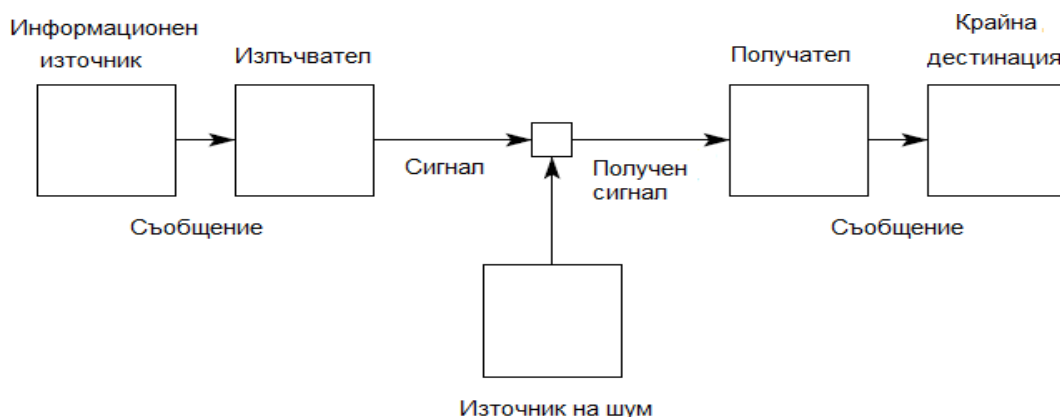 Информационен
източник
Излъчвател
Получател
Крайна
дестинация
Сигнал
Получен
сигнал
Съобщение
Съобщение
Източник на шум